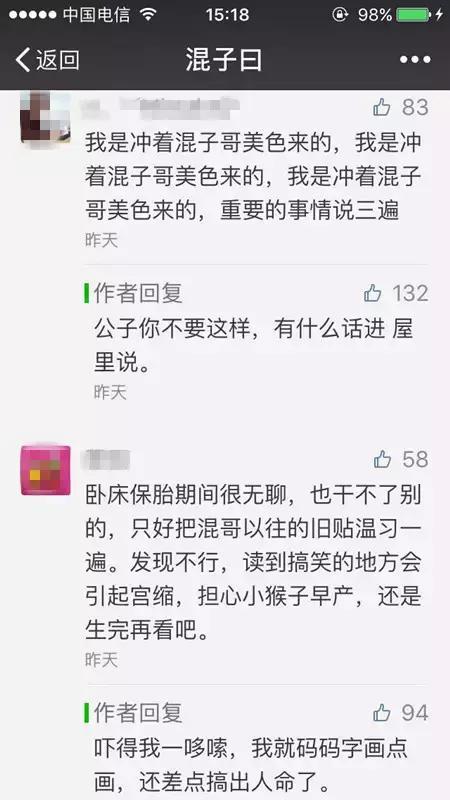 中国电信 15:18 98%
返回 混子曰
83
我是冲着混子哥美色来的，我是冲
着混子哥美色来的，我是冲着混子
哥美色来的，重要的事情说三遍
昨天
作者回复 132
公子你不要这样，有什么话进 屋
里说。
昨天
58
卧床保胎期间很无聊，也干不了别
的，只好把混哥以往的旧贴温习一
遍。发现不行，读到搞笑的地方会
引起宫缩，担心小猴子早产，还是
生完再看吧。
昨天
作者回复 94
吓得我一哆嗦，我就码码字画点
画，还差点搞出人命了。